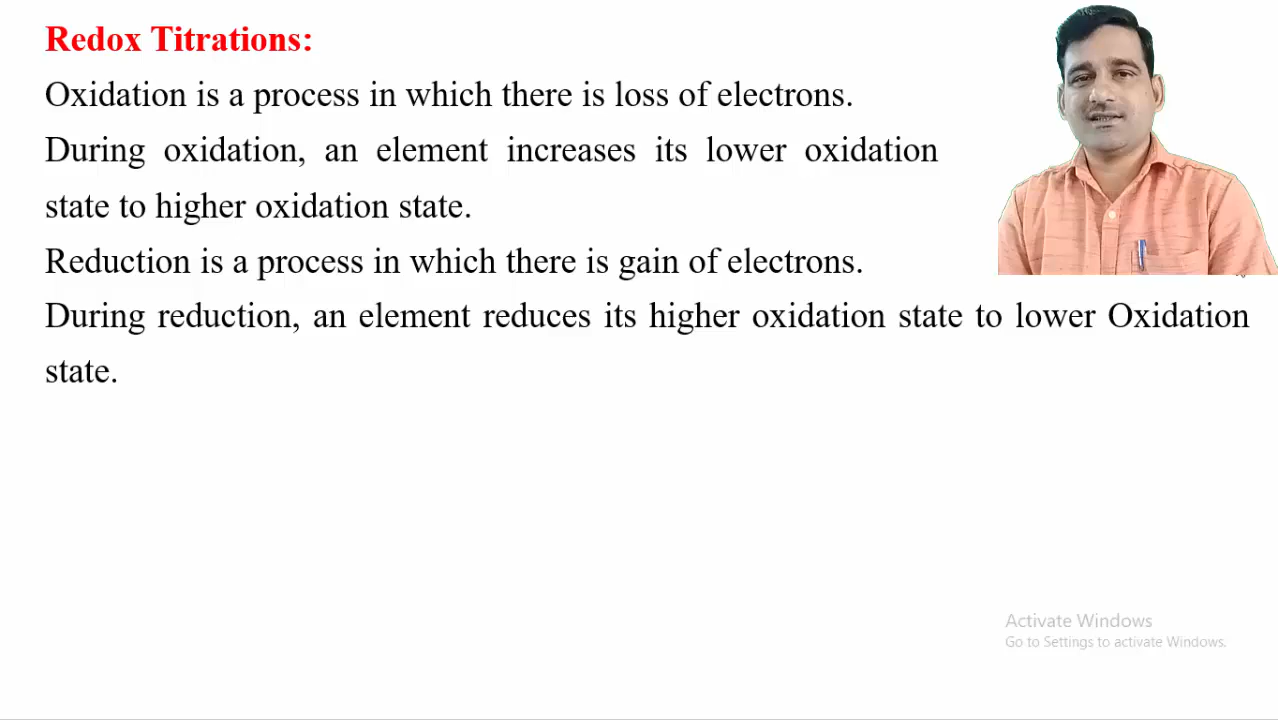 Redox Titrations:
Oxidation is a process in which there is loss of electrons.
During oxidation, an element increases its lower oxidation
state to higher oxidation state.
Reduction is a process in which there is gain of electrons.
During reduction, an element reduces its higher oxidation state to lower Oxidation
state.
Activate Windows
Go to Settings to activate Windows.